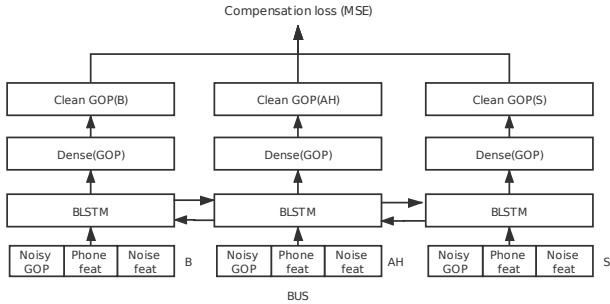 Compensation loss (MSE)
Clean GOP(B) Clean GOP(AH) Clean GOP(S)
Dense(GOP) Dense(GOP) Dense(GOP)
BLSTM BLSTM BLSTM
Noisy GOP Phone feat Noise feat B Noisy GOP Phone feat Noise feat AH Noisy GOP Phone feat Noise feat S
BUS